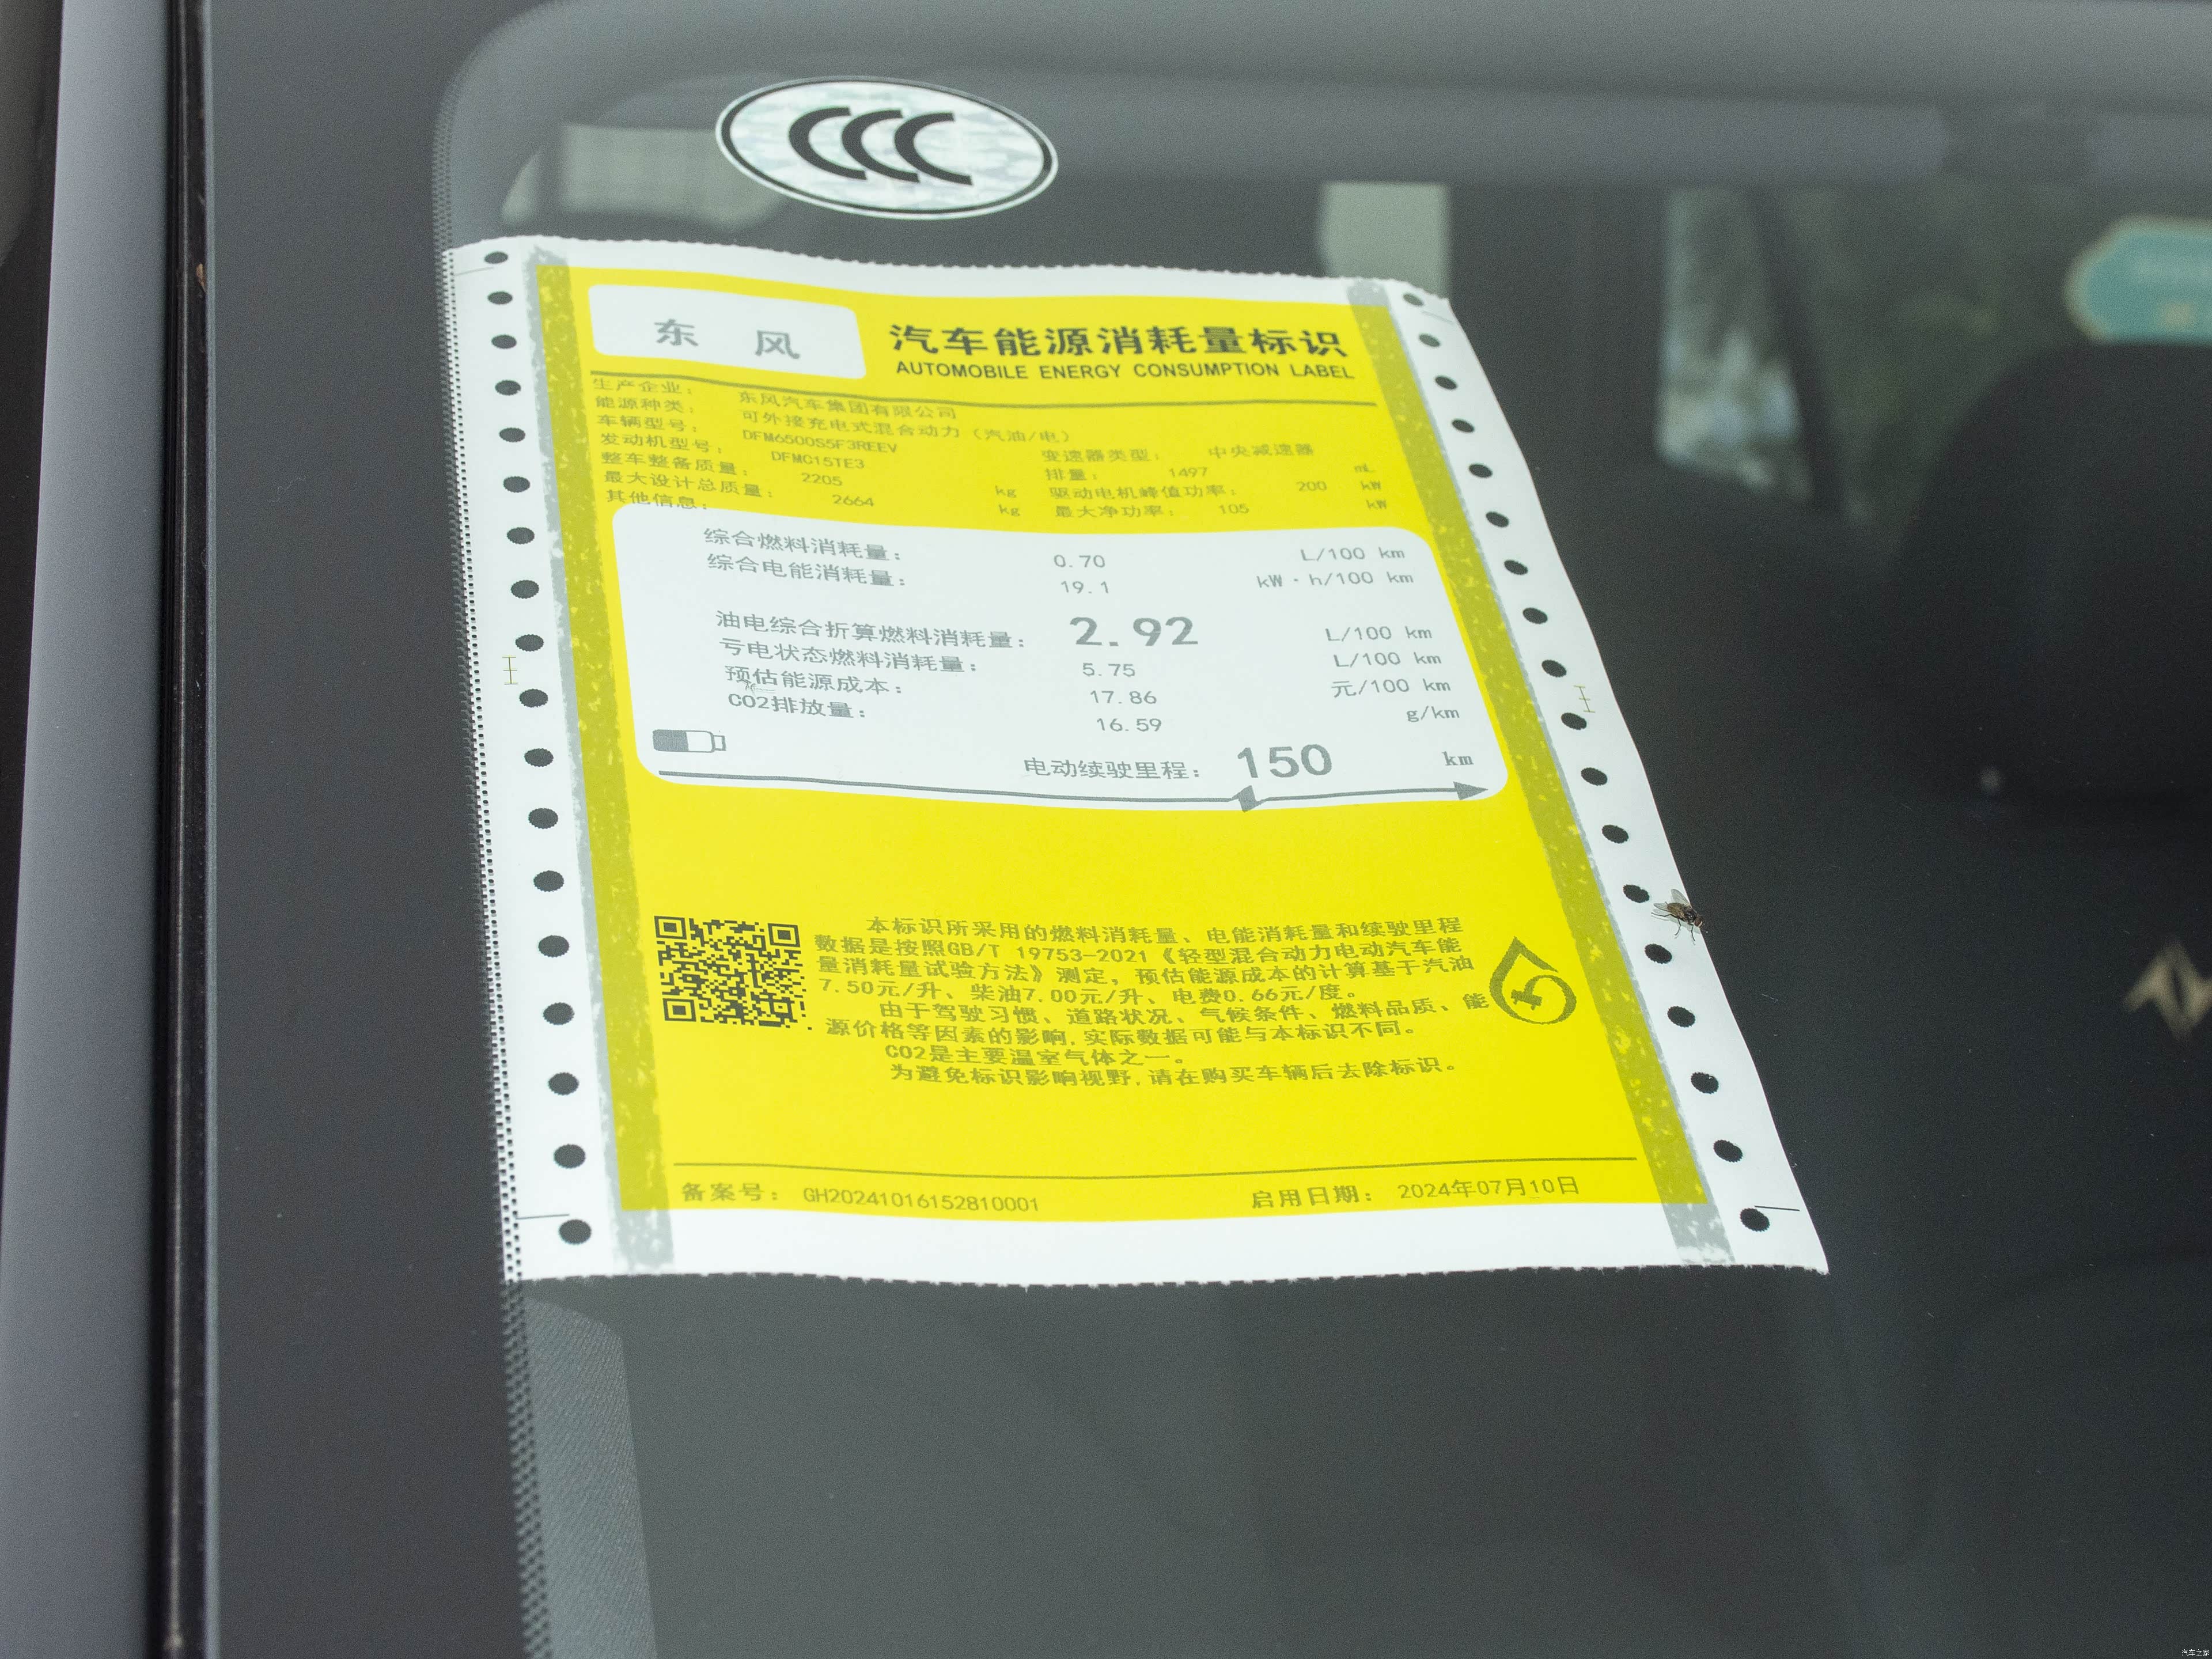 CCC
东 风
汽车能源消耗量标识
AUTOMOBILE ENERGY CONSUMPTION LABEL
生产企业： 东风汽车集团有限公司
能源种类： 可外接充电式混合动力（汽油/电）
车辆型号： DFM6500S5F3REEV 变速器类型： 中央减速器
发动机型号： DFMC15TE3 排量： 1497 mL
整车整备质量： 2205 kg 驱动电机峰值功率： 200 kW
最大设计总质量： 2664 kg 最大净功率： 105 kW
其他信息：
综合燃料消耗量： 0.70 L/100 km
综合电能消耗量： 19.1 kW·h/100 km
油电综合折算燃料消耗量： 2.92 L/100 km
亏电状态燃料消耗量： 5.75 L/100 km
预估能源成本： 17.86 元/100 km
CO2排放量： 16.59 g/km
电动续驶里程： 150 km
本标识所采用的燃料消耗量、电能消耗量和续驶里程
数据是按照GB/T 19753-2021《轻型混合动力电动汽车能
量消耗量试验方法》测定，预估能源成本的计算基于汽油
7.50元/升、柴油7.00元/升、电费0.66元/度。
由于驾驶习惯、道路状况、气候条件、燃料品质、能
源价格等因素的影响,实际数据可能与本标识不同。
CO2是主要温室气体之一。
为避免标识影响视野,请在购买车辆后去除标识。
备案号： GH20241016152810001 启用日期： 2024年07月10日
汽车之家